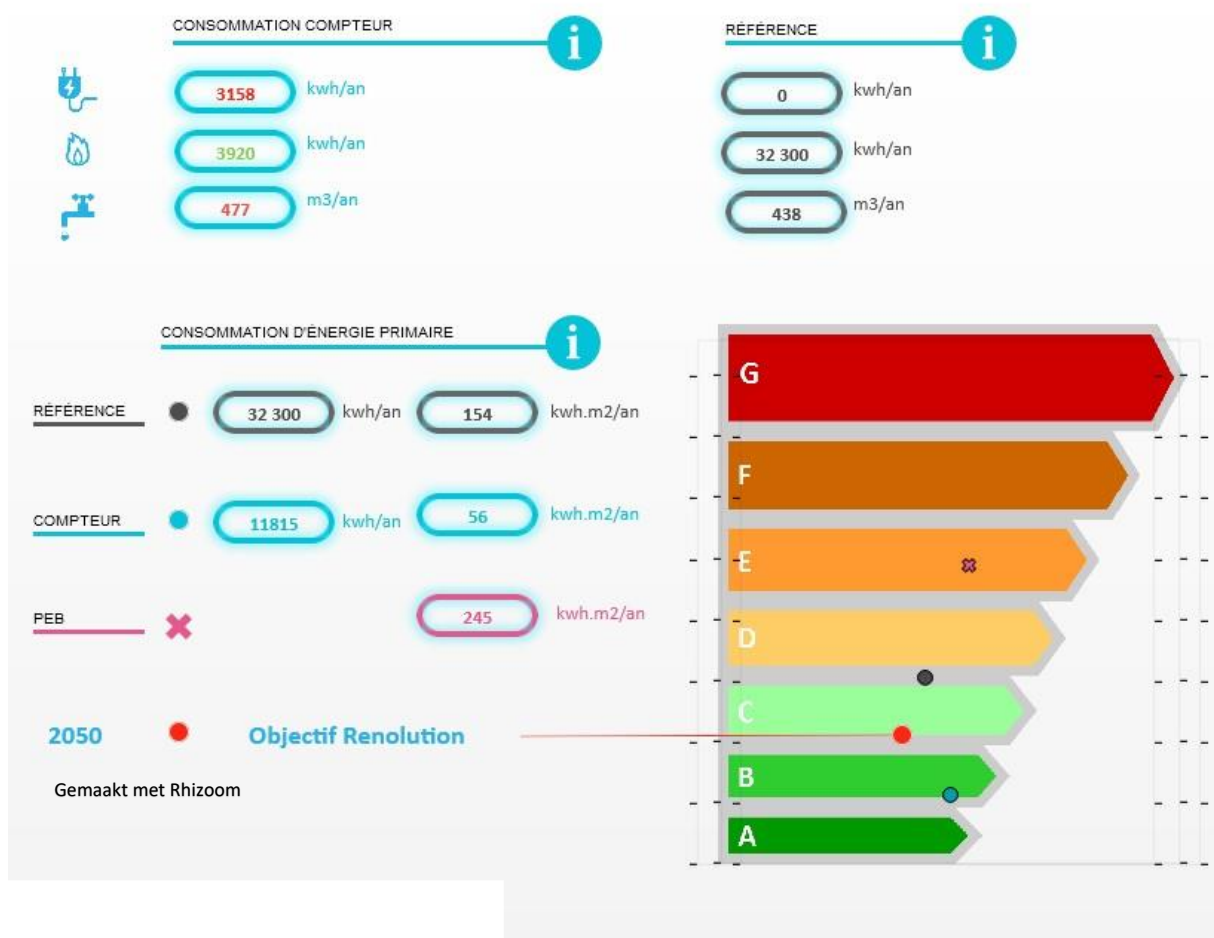 CONSOMMATION COMPTEUR
i
3158 kwh/an
3920 kwh/an
477 m3/an
RÉFÉRENCE
i
0 kwh/an
32 300 kwh/an
438 m3/an
CONSOMMATION D'ÉNERGIE PRIMAIRE
i
RÉFÉRENCE 32 300 kwh/an 154 kwh.m2/an
COMPTEUR 11815 kwh/an 56 kwh.m2/an
PEB 245 kwh.m2/an
2050 Objectif Renolution
Gemaakt met Rhizoom
G
F
E
D
C
B
A